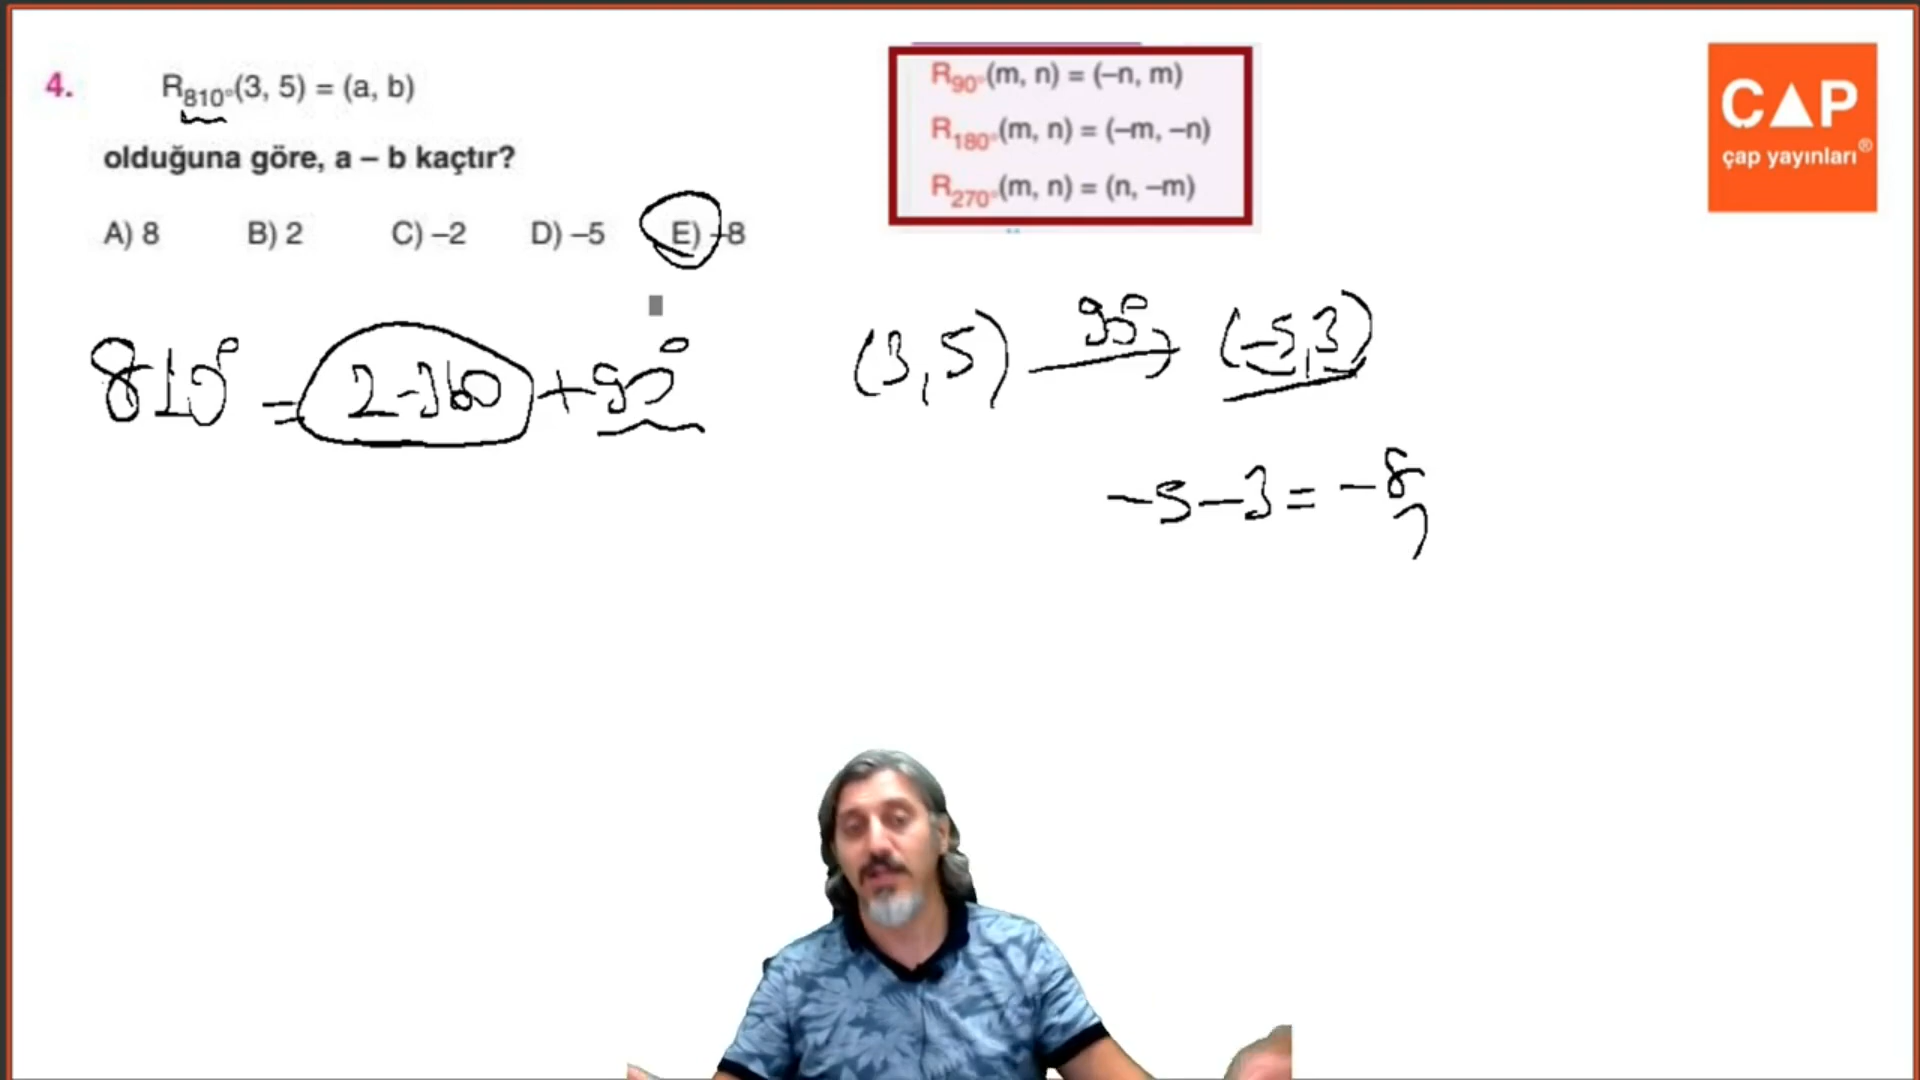 4. R810°(3, 5) = (a, b)
olduğuna göre, a – b kaçtır?
A) 8 B) 2 C) –2 D) –5 E) –8
R90°(m, n) = (–n, m)
R180°(m, n) = (–m, –n)
R270°(m, n) = (n, –m)
CAP
çap yayınları®
810° = 2-360 + 90°
(3, 5) 90° (-5, 3)
-5-3 = -8